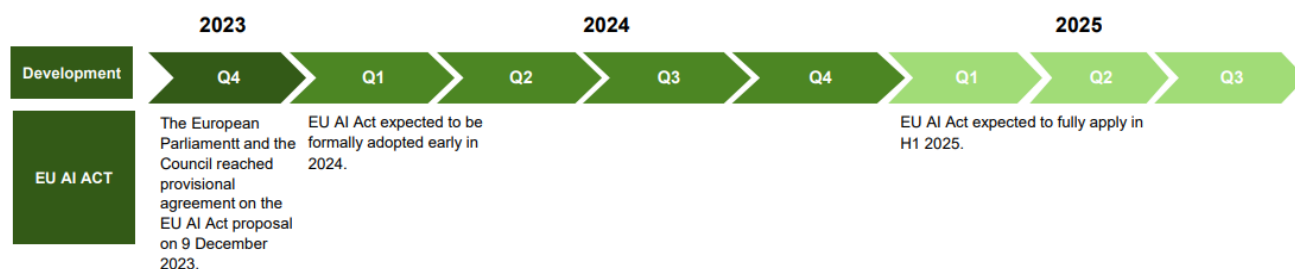 2023
2024
2025
Development
Q4
Q1
Q2
Q3
Q4
Q1
Q2
Q3
EU AI ACT
The European
Parliamentt and the
Council reached
provisional
agreement on the
EU AI Act proposal
on 9 December
2023.
EU AI Act expected to be
formally adopted early in
2024.
EU AI Act expected to fully apply in
H1 2025.